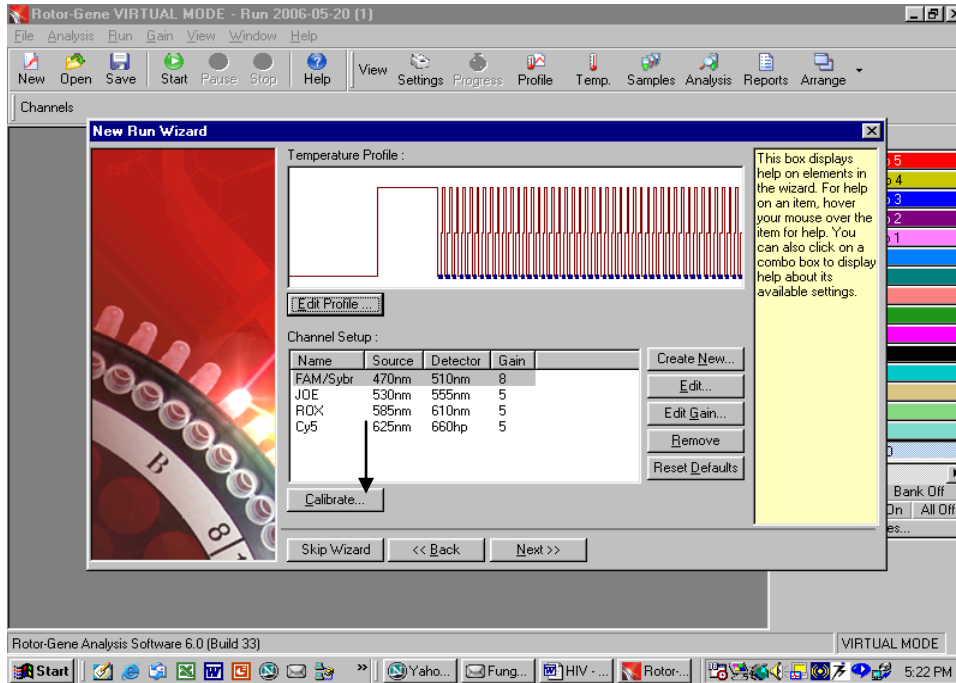 Rotor-Gene VIRTUAL MODE - Run 2006-05-20 (1)
File Analysis Run Gain View Window Help
New Open Save Start Pause Stop Help View Settings Progress Profile Temp. Samples Analysis Reports Arrange
Channels
New Run Wizard
Temperature Profile :
Edit Profile ...
Channel Setup :
Name Source Detector Gain
FAM/Sybr 470nm 510nm 8
JOE 530nm 555nm 5
ROX 585nm 610nm 5
Cy5 625nm 660hp 5
Create New...
Edit...
Edit Gain...
Remove
Reset Defaults
Calibrate...
Skip Wizard << Back Next >>
This box displays
help on elements in
the wizard. For help
on an item, hover
your mouse over the
item for help. You
can also click on a
combo box to display
help about its
available settings.
B
8
5
4
3
2
1
Bank Off
On All Off
es...
Rotor-Gene Analysis Software 6.0 (Build 33) VIRTUAL MODE
Start » Yaho... Fung... HIV - ... Rotor-... 5:22 PM